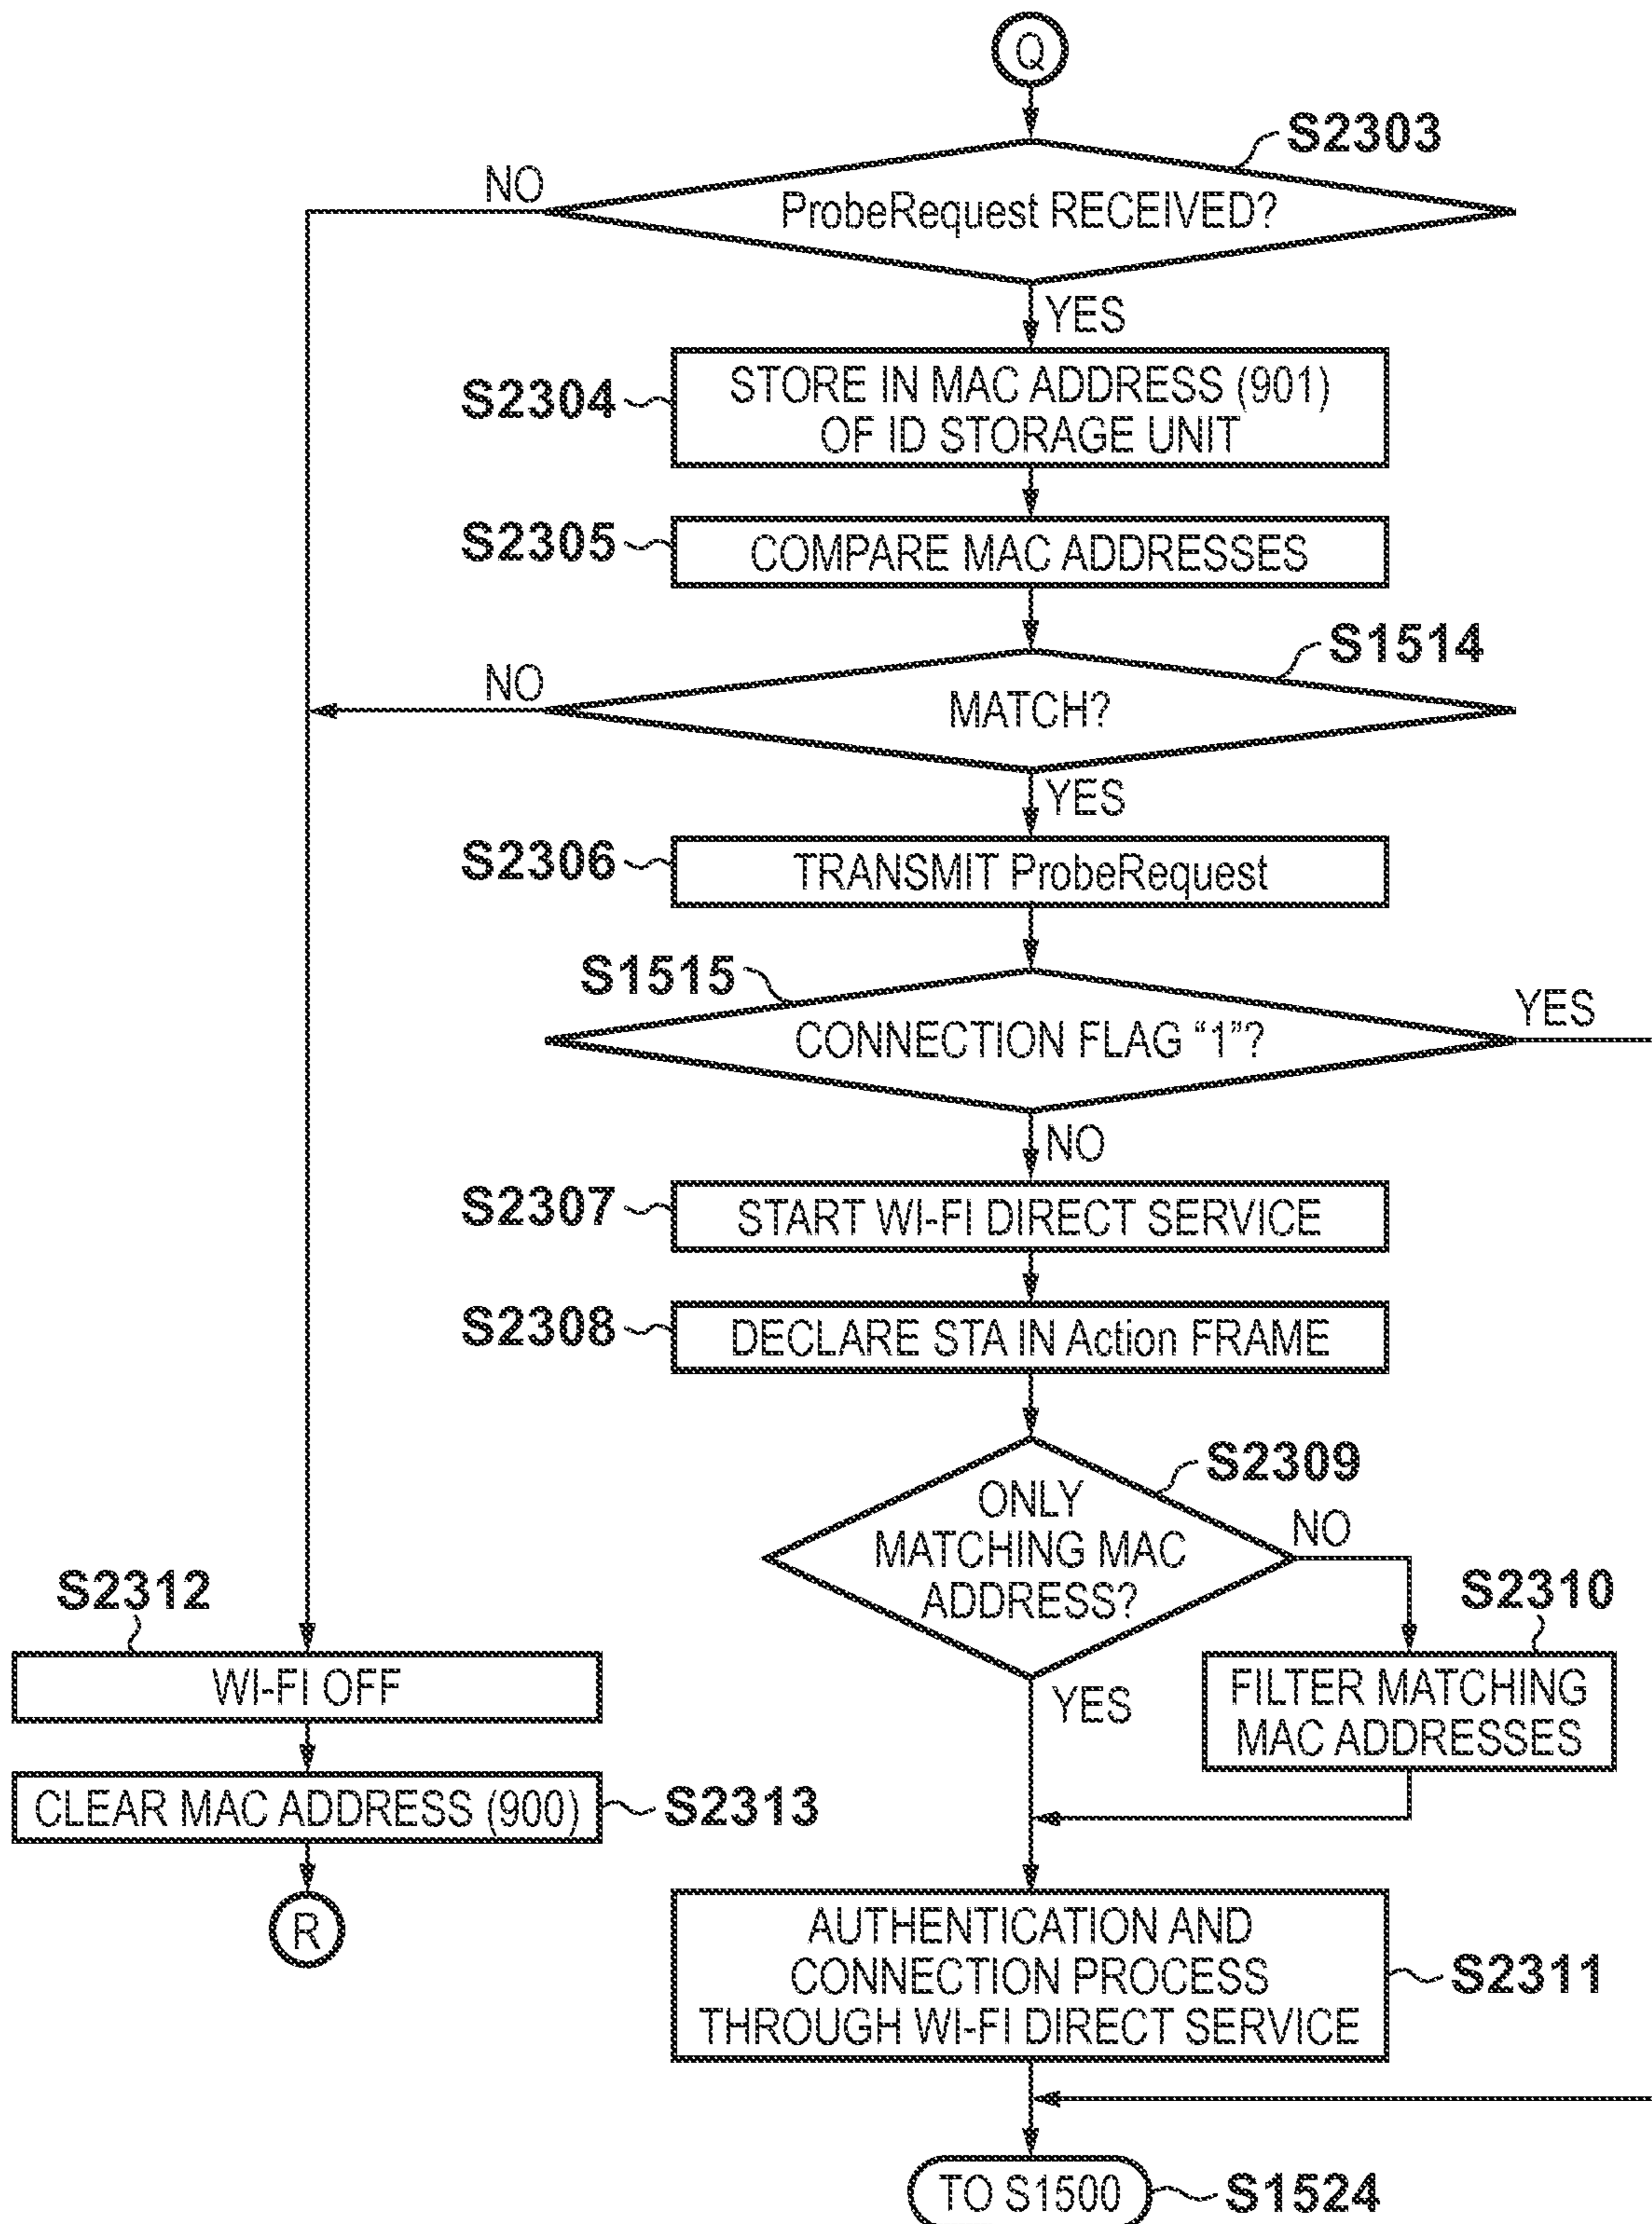 Q
S2303
NO
ProbeRequest RECEIVED?
YES
S2304
STORE IN MAC ADDRESS (901)
OF ID STORAGE UNIT
S2305
COMPARE MAC ADDRESSES
S1514
NO
MATCH?
YES
S2306
TRANSMIT ProbeRequest
S1515
YES
CONNECTION FLAG “1”?
NO
S2307
START WI-FI DIRECT SERVICE
S2308
DECLARE STA IN Action FRAME
S2309
ONLY
MATCHING MAC
ADDRESS?
NO
YES
S2310
FILTER MATCHING
MAC ADDRESSES
S2312
WI-FI OFF
CLEAR MAC ADDRESS (900)
S2313
R
AUTHENTICATION AND
CONNECTION PROCESS
THROUGH WI-FI DIRECT SERVICE
S2311
TO S1500
S1524